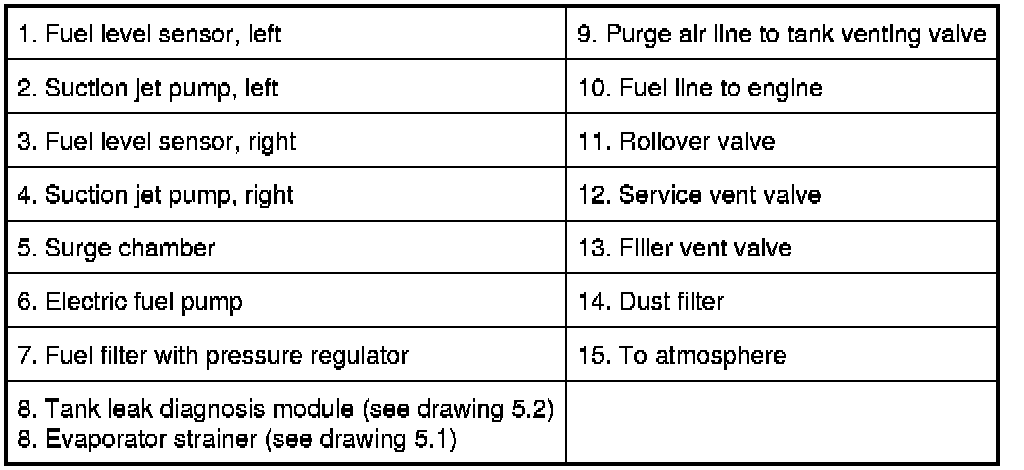 1. Fuel level sensor, left
9. Purge air line to tank venting valve
2. Suction jet pump, left
10. Fuel line to engine
3. Fuel level sensor, right
11. Rollover valve
4. Suction jet pump, right
12. Service vent valve
5. Surge chamber
13. Filler vent valve
6. Electric fuel pump
14. Dust filter
7. Fuel filter with pressure regulator
15. To atmosphere
8. Tank leak diagnosis module (see drawing 5.2)
8. Evaporator strainer (see drawing 5.1)